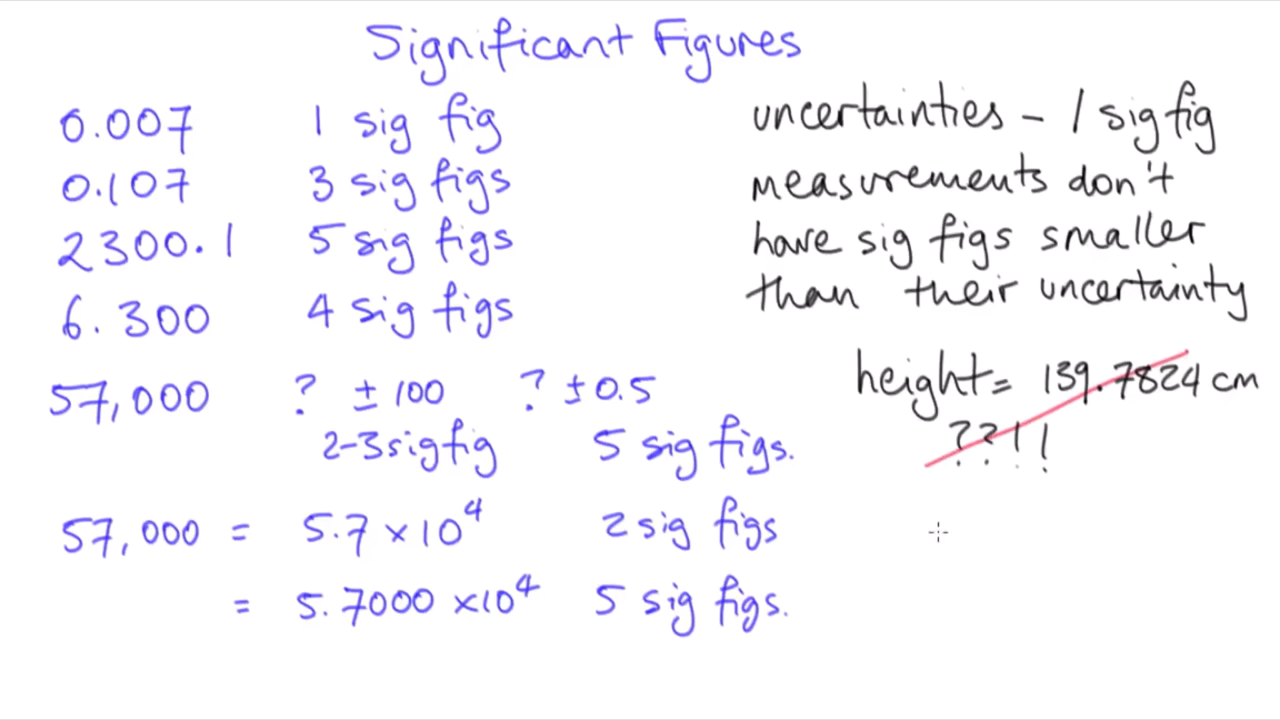 Significant Figures
0.007 1 sig fig
0.107 3 sig figs
2300.1 5 sig figs
6.300 4 sig figs
57,000 ? ± 100 ? ± 0.5
2-3 sig fig 5 sig figs.
57,000 = 5.7 × 10⁴ 2 sig figs
= 5.7000 × 10⁴ 5 sig figs.
uncertainties - 1 sig fig
measurements don't
have sig figs smaller
than their uncertainty
height = 139.7824 cm
??!!